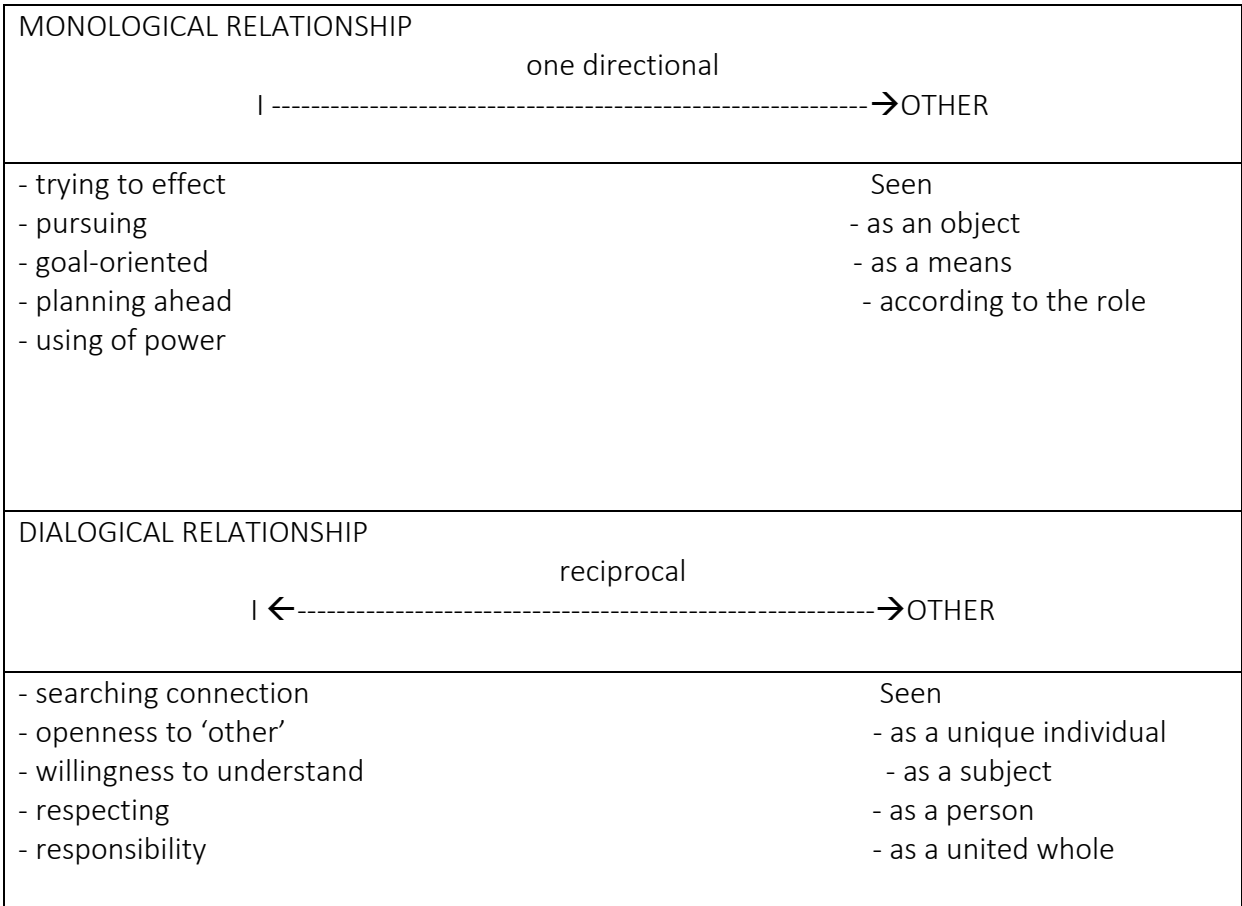 MONOLOGICAL RELATIONSHIP
one directional
I ------------------------------------------------------------- →OTHER
- trying to effect Seen
- pursuing - as an object
- goal-oriented - as a means
- planning ahead - according to the role
- using of power
DIALOGICAL RELATIONSHIP
reciprocal
I ←-----------------------------------------------------------→OTHER
- searching connection Seen
- openness to ‘other’ - as a unique individual
- willingness to understand - as a subject
- respecting - as a person
- responsibility - as a united whole